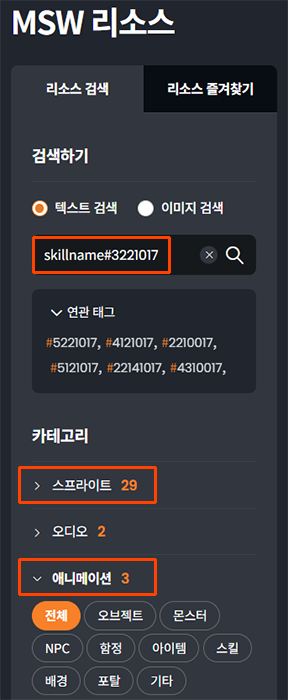 MSW 리소스
리소스 검색 리소스 즐겨찾기
검색하기
텍스트 검색 이미지 검색
skillname#3221017
연관 태그
#5221017, #4121017, #2210017,
#5121017, #22141017, #4310017,
카테고리
스프라이트 29
오디오 2
애니메이션 3
전체 오브젝트 몬스터
NPC 함정 아이템 스킬
배경 포탈 기타